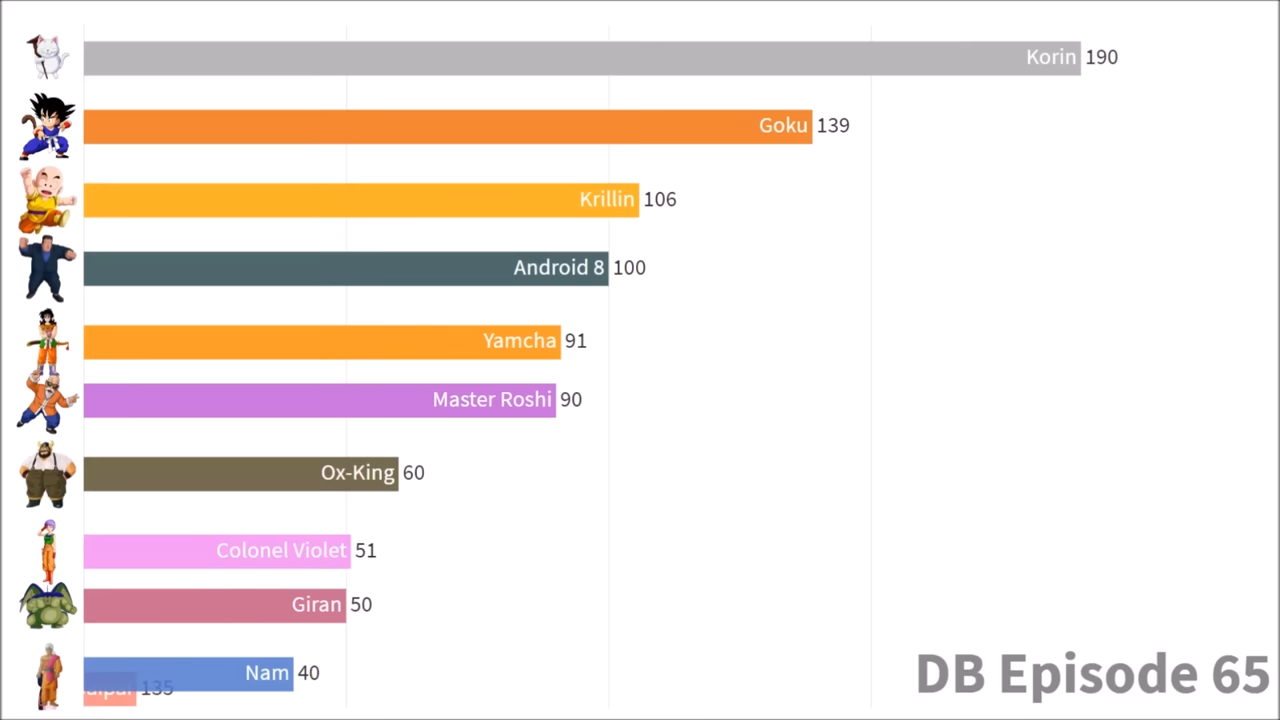 Korin 190
Goku 139
Krillin 106
Android 8 100
Yamcha 91
Master Roshi 90
Ox-King 60
Colonel Violet 51
Giran 50
Nam 40
135
DB Episode 65